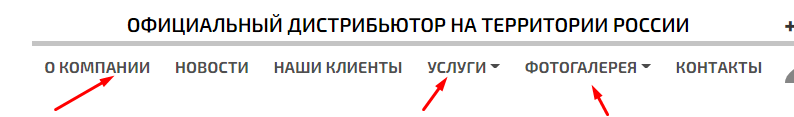 ОФИЦИАЛЬНЫЙ ДИСТРИБЬЮТОР НА ТЕРРИТОРИИ РОССИИ
О КОМПАНИИ НОВОСТИ НАШИ КЛИЕНТЫ УСЛУГИ ФОТОГАЛЕРЕЯ КОНТАКТЫ